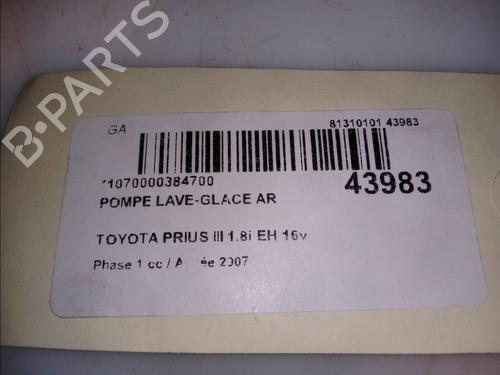 B-PARTS
GA 81310101 43983
*1070000384700 43983
POMPE LAVE-GLACE AR
TOYOTA PRIUS III 1.8i EH 16v
Phase 1 cc / A ée 2007